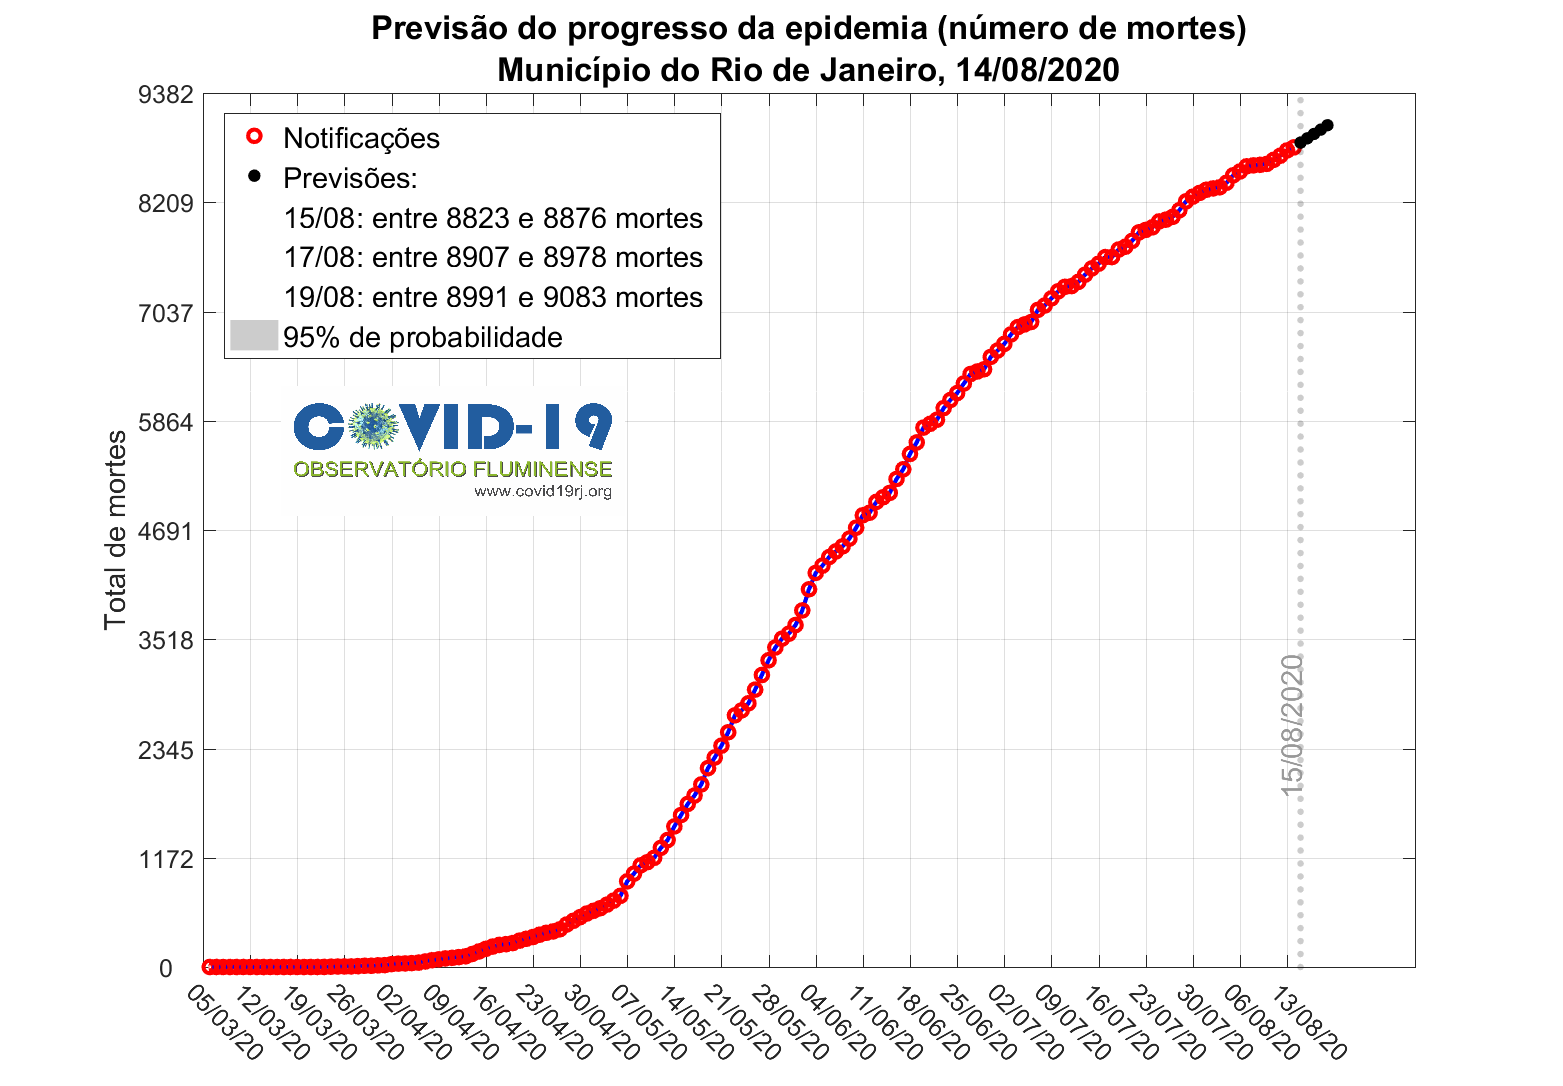 Previsão do progresso da epidemia (número de mortes)
Município do Rio de Janeiro, 14/08/2020
9382
8209
7037
5864
4691
3518
2345
1172
0
Total de mortes
Notificações
Previsões:
15/08: entre 8823 e 8876 mortes
17/08: entre 8907 e 8978 mortes
19/08: entre 8991 e 9083 mortes
95% de probabilidade
COVID-19
OBSERVATÓRIO FLUMINENSE
www.covid19rj.org
15/08/2020
05/03/20
12/03/20
19/03/20
26/03/20
02/04/20
09/04/20
16/04/20
23/04/20
30/04/20
07/05/20
14/05/20
21/05/20
28/05/20
04/06/20
11/06/20
18/06/20
25/06/20
02/07/20
09/07/20
16/07/20
23/07/20
30/07/20
06/08/20
13/08/20